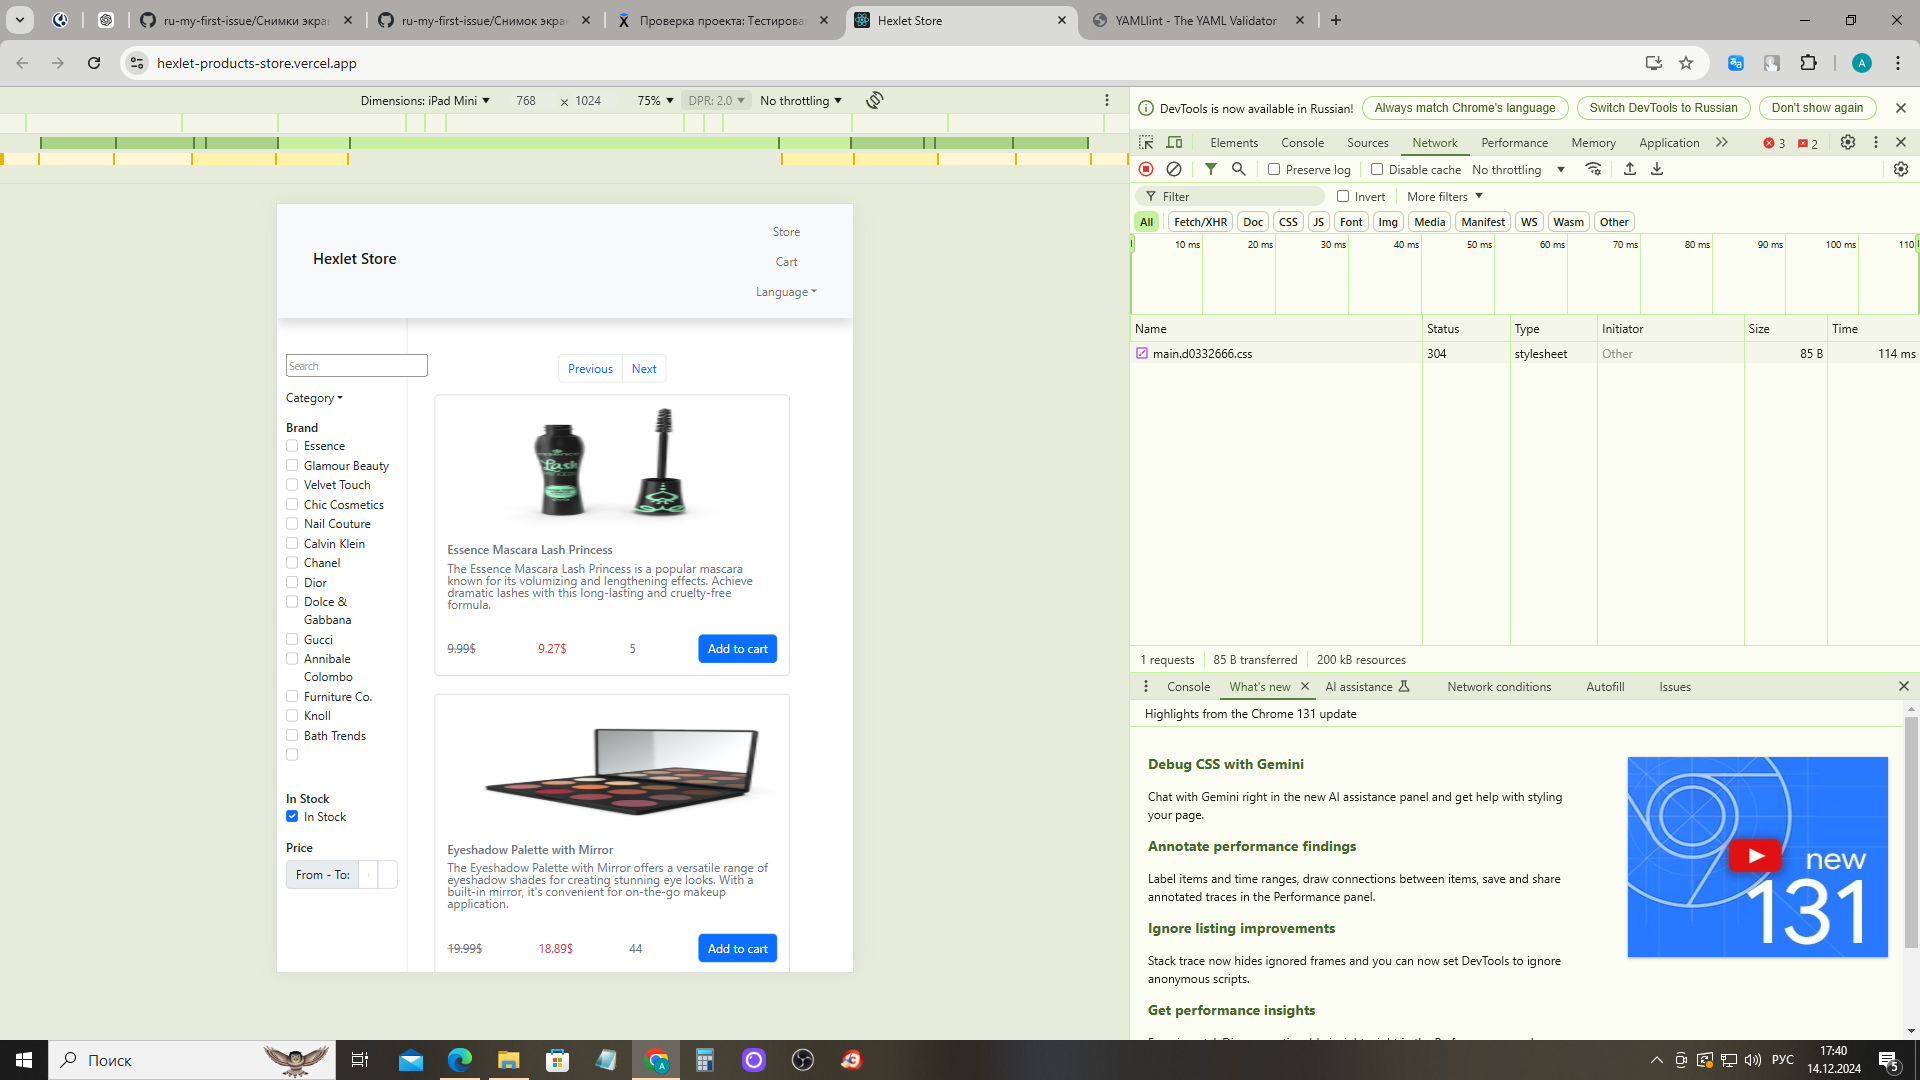 ru-my-first-issue/Снимки экран
ru-my-first-issue/Снимок экра
Проверка проекта: Тестирова
Hexlet Store
YAMLlint - The YAML Validator
hexlet-products-store.vercel.app
A
Dimensions: iPad Mini
768
×
1024
75%
DPR: 2.0
No throttling
DevTools is now available in Russian!
Always match Chrome's language
Switch DevTools to Russian
Don't show again
Elements
Console
Sources
Network
Performance
Memory
Application
3
2
Preserve log
Disable cache
No throttling
Filter
Invert
More filters
All
Fetch/XHR
Doc
CSS
JS
Font
Img
Media
Manifest
WS
Wasm
Other
10 ms
20 ms
30 ms
40 ms
50 ms
60 ms
70 ms
80 ms
90 ms
100 ms
110
Name
Status
Type
Initiator
Size
Time
main.d0332666.css
304
stylesheet
Other
85 B
114 ms
1 requests
85 B transferred
200 kB resources
Console
What's new
AI assistance
Network conditions
Autofill
Issues
Highlights from the Chrome 131 update
Debug CSS with Gemini
Chat with Gemini right in the new AI assistance panel and get help with styling
your page.
Annotate performance findings
Label items and time ranges, draw connections between items, save and share
annotated traces in the Performance panel.
Ignore listing improvements
Stack trace now hides ignored frames and you can now set DevTools to ignore
anonymous scripts.
Get performance insights
new
131
Hexlet Store
Store
Cart
Language
Search
Category
Brand
Essence
Glamour Beauty
Velvet Touch
Chic Cosmetics
Nail Couture
Calvin Klein
Chanel
Dior
Dolce &
Gabbana
Gucci
Annibale
Colombo
Furniture Co.
Knoll
Bath Trends
In Stock
In Stock
Price
From - To:
Previous
Next
Lash
Essence Mascara Lash Princess
The Essence Mascara Lash Princess is a popular mascara
known for its volumizing and lengthening effects. Achieve
dramatic lashes with this long-lasting and cruelty-free
formula.
9.99$
9.27$
5
Add to cart
Eyeshadow Palette with Mirror
The Eyeshadow Palette with Mirror offers a versatile range of
eyeshadow shades for creating stunning eye looks. With a
built-in mirror, it's convenient for on-the-go makeup
application.
19.99$
18.89$
44
Add to cart
Поиск
РУС
17:40
14.12.2024
5